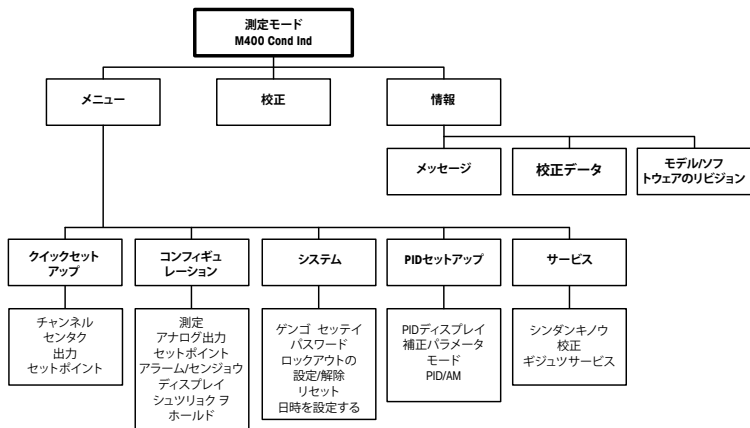 測定モード
M400 Cond Ind
メニュー
校正
情報
メッセージ
校正データ
モデル/ソフ
トウェアのリビジョン
クイックセット
アップ
コンフィギュ
レーション
システム
PIDセットアップ
サービス
チャンネル
センタク
出力
セットポイント
測定
アナログ出力
セットポイント
アラーム/センジョウ
ディスプレイ
シュツリョク ヲ
ホールド
ゲンゴ セッテイ
パスワード
ロックアウトの
設定/解除
リセット
日時を設定する
PIDディスプレイ
補正パラメータ
モード
PID/AM
シンダンキノウ
校正
ギジュツサービス